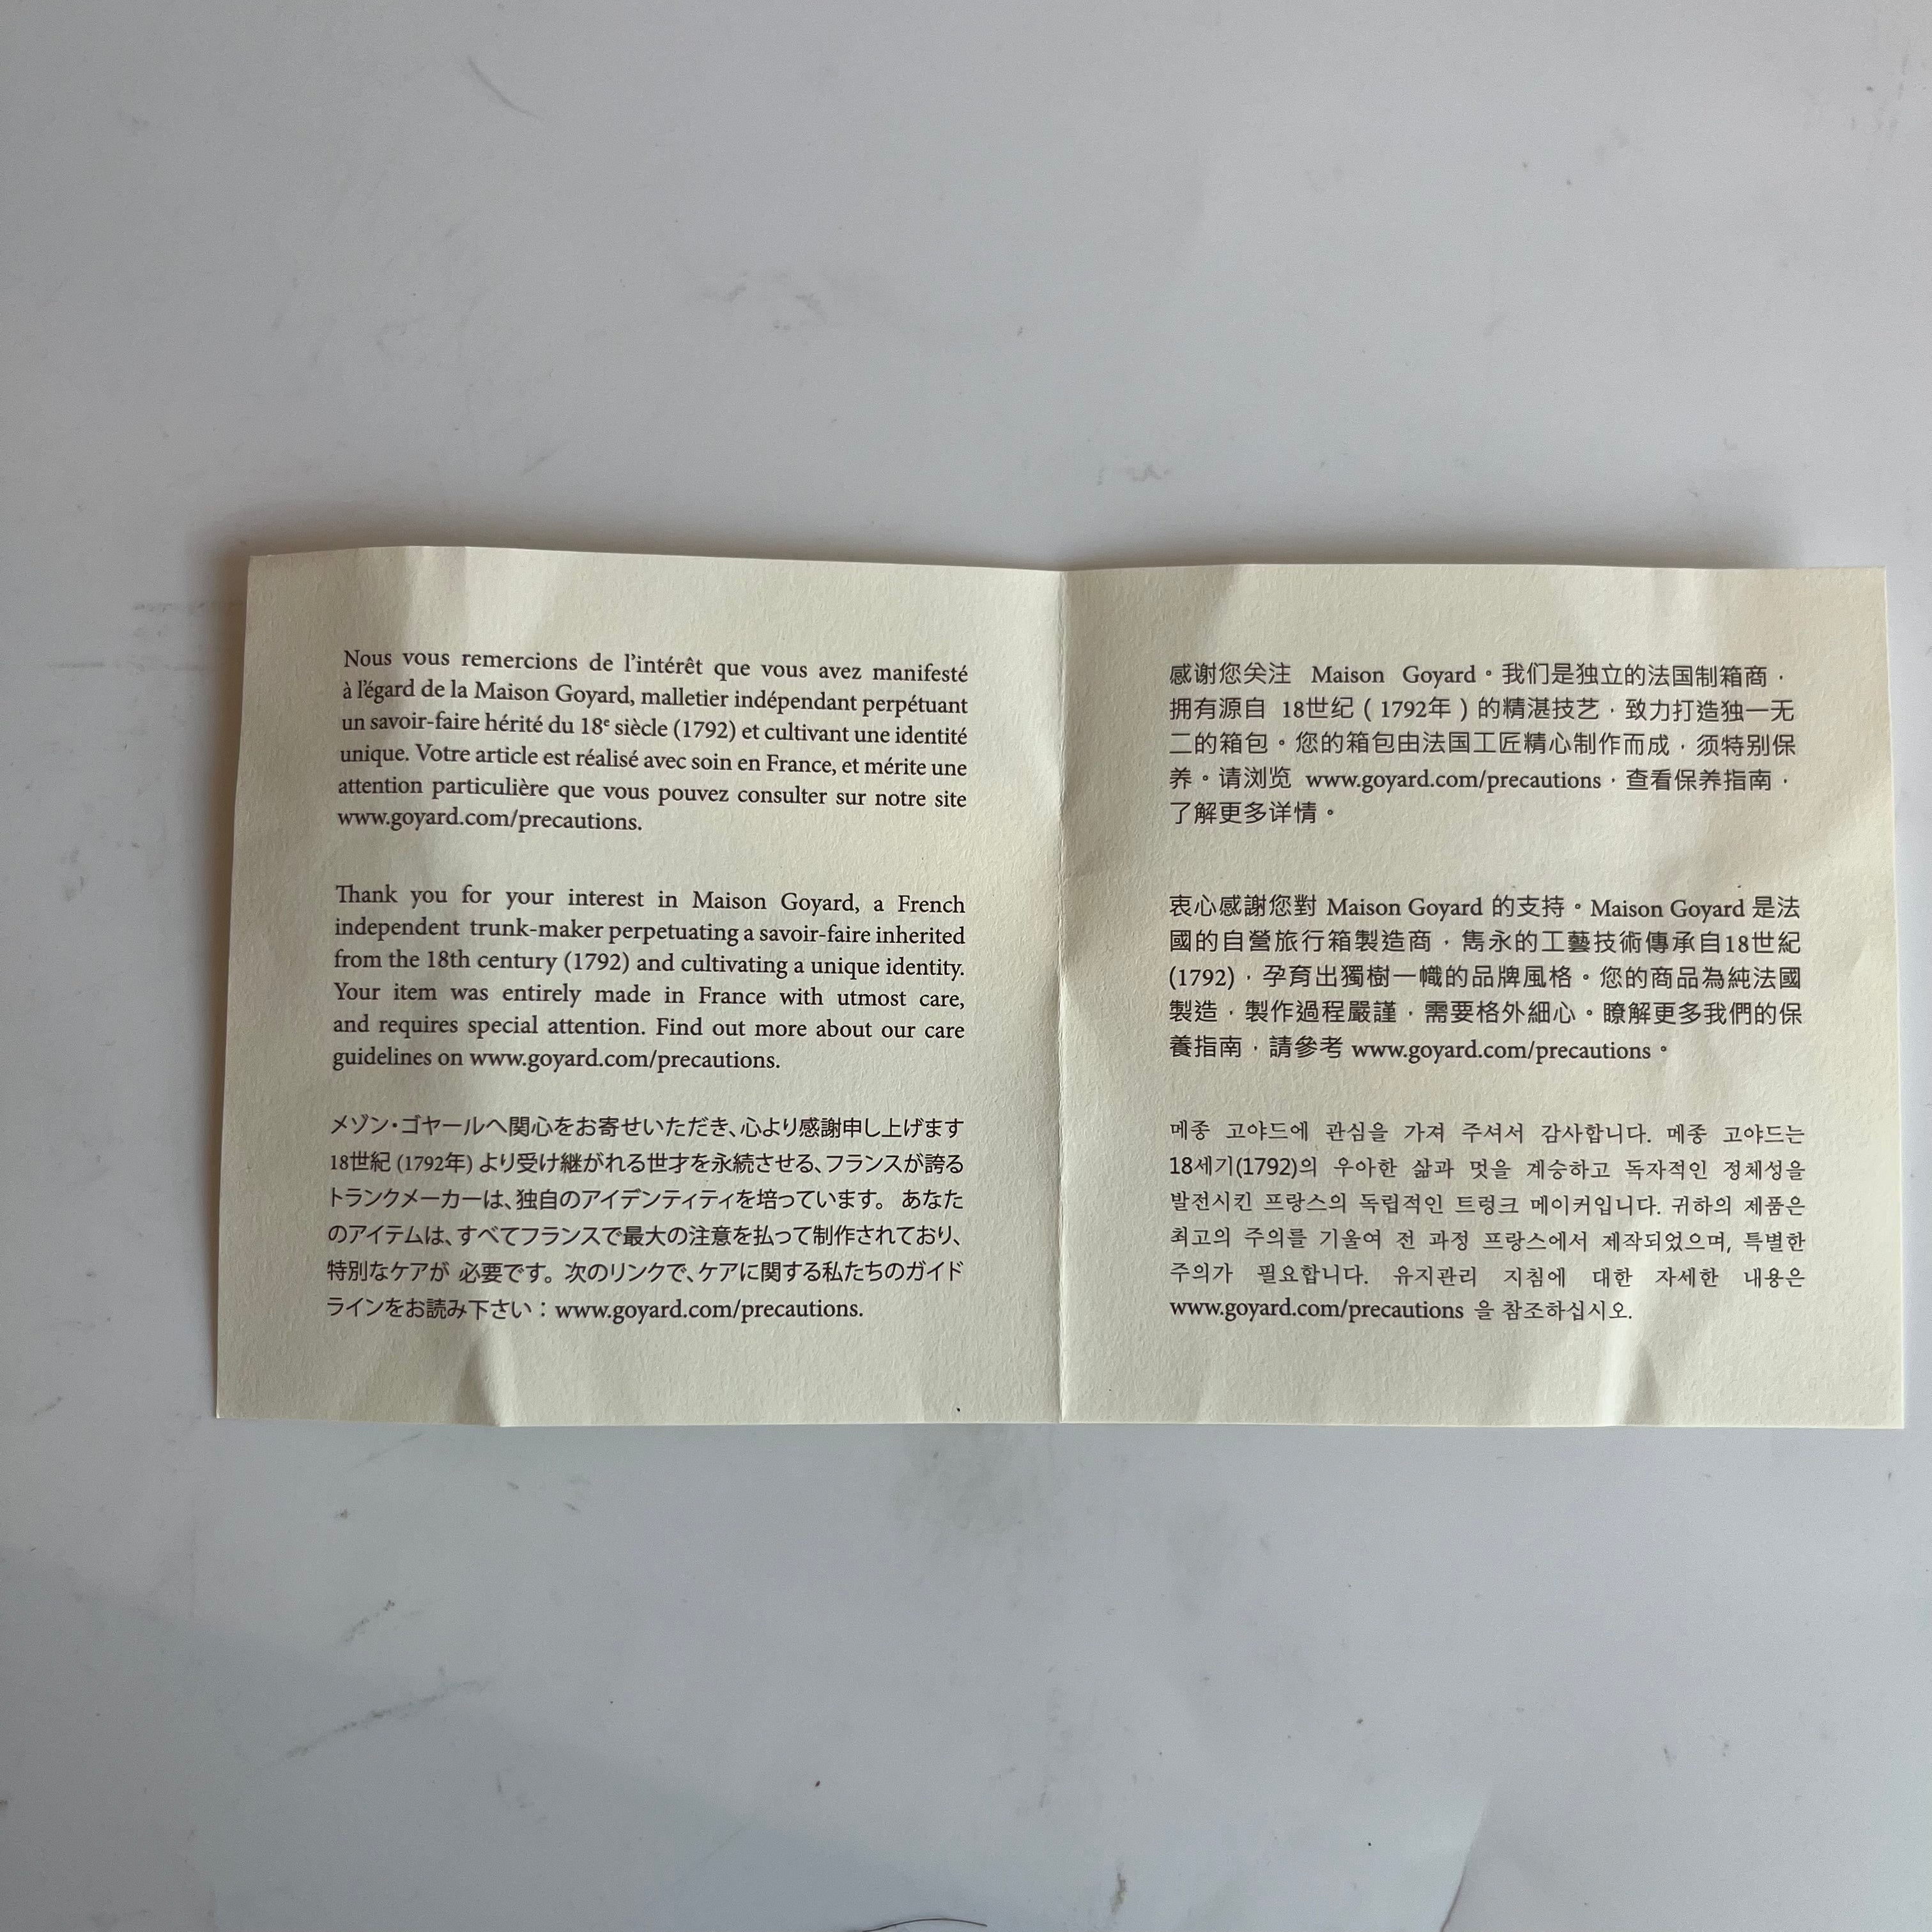 Nous vous remercions de l'intérêt que vous avez manifesté
à l'égard de la Maison Goyard, malletier indépendant perpétuant
un savoir-faire hérité du 18e siècle (1792) et cultivant une identité
unique. Votre article est réalisé avec soin en France, et mérite une
attention particulière que vous pouvez consulter sur notre site
www.goyard.com/precautions.
Thank you for your interest in Maison Goyard, a French
independent trunk-maker perpetuating a savoir-faire inherited
from the 18th century (1792) and cultivating a unique identity.
Your item was entirely made in France with utmost care,
and requires special attention. Find out more about our care
guidelines on www.goyard.com/precautions.
メゾン・ゴヤールへ関心をお寄せいただき、心より感謝申し上げます
18世紀 (1792年) より受け継がれる世才を永続させる、フランスが誇る
トランクメーカーは、独自のアイデンティティを培っています。 あなた
のアイテムは、すべてフランスで最大の注意を払って制作されており、
特別なケアが 必要です。次のリンクで、ケアに関する私たちのガイド
ラインをお読み下さい：www.goyard.com/precautions.
感谢您关注 Maison Goyard。我们是独立的法国制箱商，
拥有源自 18世纪（1792年）的精湛技艺，致力打造独一无
二的箱包。您的箱包由法国工匠精心制作而成，须特别保
养。请浏览 www.goyard.com/precautions，查看保养指南，
了解更多详情。
衷心感謝您對 Maison Goyard 的支持。Maison Goyard 是法
國的自營旅行箱製造商，雋永的工藝技術傳承自18世紀
(1792)，孕育出獨樹一幟的品牌風格。您的商品為純法國
製造，製作過程嚴謹，需要格外細心。瞭解更多我們的保
養指南，請參考 www.goyard.com/precautions。
메종 고야드에 관심을 가져 주셔서 감사합니다. 메종 고야드는
18세기(1792)의 우아한 삶과 멋을 계승하고 독자적인 정체성을
발전시킨 프랑스의 독립적인 트렁크 메이커입니다. 귀하의 제품은
최고의 주의를 기울여 전 과정 프랑스에서 제작되었으며, 특별한
주의가 필요합니다. 유지관리 지침에 대한 자세한 내용은
www.goyard.com/precautions 을 참조하십시오.